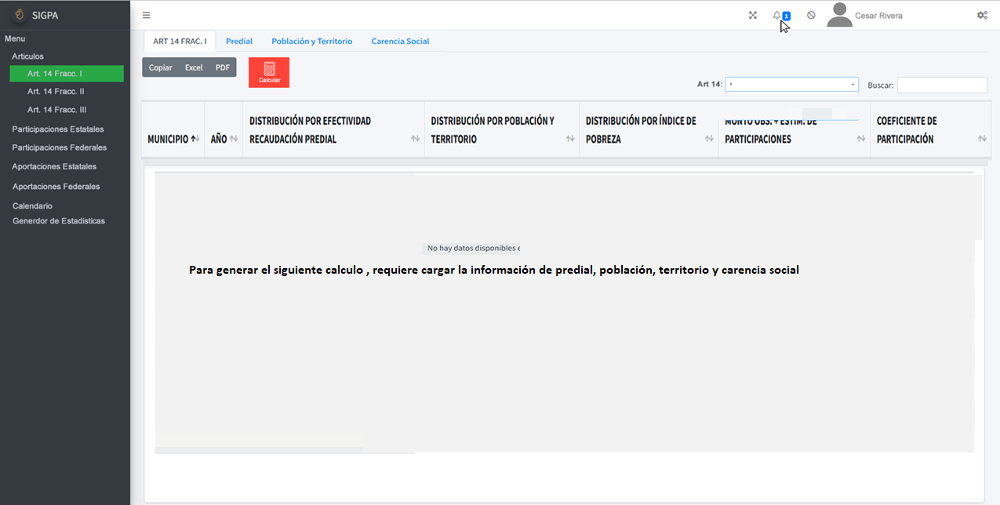 SIGPA
1
Cesar Rivera
Menu
Articulos
Art. 14 Fracc. I
Art. 14 Fracc. II
Art. 14 Fracc. III
Participaciones Estatales
Participaciones Federales
Aportaciones Estatales
Aportaciones Federales
Calendario
Generdor de Estadisticas
ART 14 FRAC. I Predial Población y Territorio Carencia Social
Copiar Excel PDF
Calcular
Art 14:
Buscar:
MUNICIPIO
AÑO
DISTRIBUCIÓN POR EFECTIVIDAD
RECAUDACIÓN PREDIAL
DISTRIBUCIÓN POR POBLACIÓN Y
TERRITORIO
DISTRIBUCIÓN POR ÍNDICE DE
POBREZA
MONTO OBS. + ESTIM. DE
PARTICIPACIONES
COEFICIENTE DE
PARTICIPACIÓN
No hay datos disponibles e
Para generar el siguiente calculo , requiere cargar la información de predial, población, territorio y carencia social